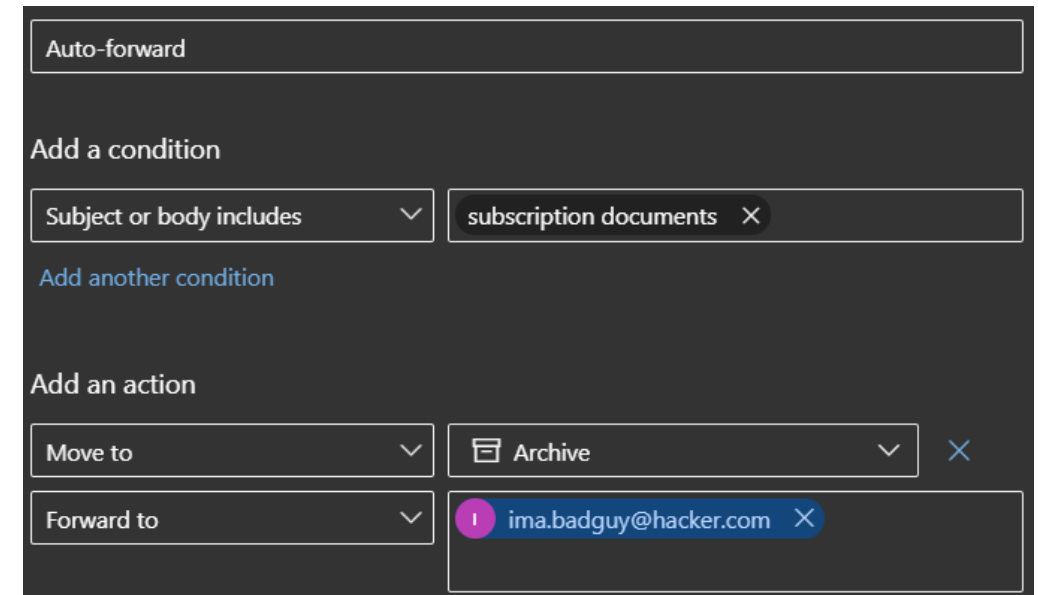 Auto-forward
Add a condition
Subject or body includes
subscription documents
Add another condition
Add an action
Move to
Archive
Forward to
I ima.badguy@hacker.com